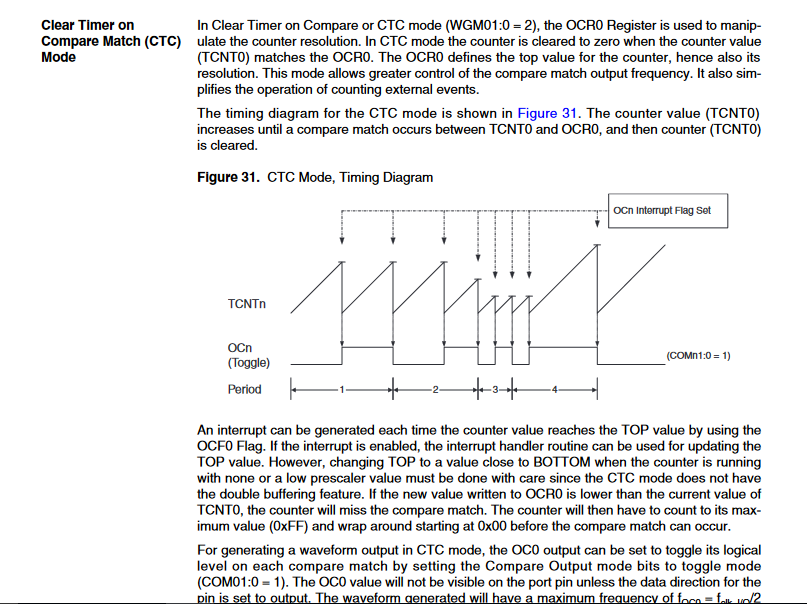 Clear Timer on
Compare Match (CTC)
Mode
In Clear Timer on Compare or CTC mode (WGM01:0 = 2), the OCR0 Register is used to manip-
ulate the counter resolution. In CTC mode the counter is cleared to zero when the counter value
(TCNT0) matches the OCR0. The OCR0 defines the top value for the counter, hence also its
resolution. This mode allows greater control of the compare match output frequency. It also sim-
plifies the operation of counting external events.
The timing diagram for the CTC mode is shown in Figure 31. The counter value (TCNT0)
increases until a compare match occurs between TCNT0 and OCR0, and then counter (TCNT0)
is cleared.
Figure 31. CTC Mode, Timing Diagram
OCn Interrupt Flag Set
TCNTn
OCn
(Toggle)
(COMn1:0 = 1)
Period
1
2
3
4
An interrupt can be generated each time the counter value reaches the TOP value by using the
OCF0 Flag. If the interrupt is enabled, the interrupt handler routine can be used for updating the
TOP value. However, changing TOP to a value close to BOTTOM when the counter is running
with none or a low prescaler value must be done with care since the CTC mode does not have
the double buffering feature. If the new value written to OCR0 is lower than the current value of
TCNT0, the counter will miss the compare match. The counter will then have to count to its max-
imum value (0xFF) and wrap around starting at 0x00 before the compare match can occur.
For generating a waveform output in CTC mode, the OC0 output can be set to toggle its logical
level on each compare match by setting the Compare Output mode bits to toggle mode
(COM01:0 = 1). The OC0 value will not be visible on the port pin unless the data direction for the
pin is set to output. The waveform generated will have a maximum frequency of fOC0 = fclk_I/O/2